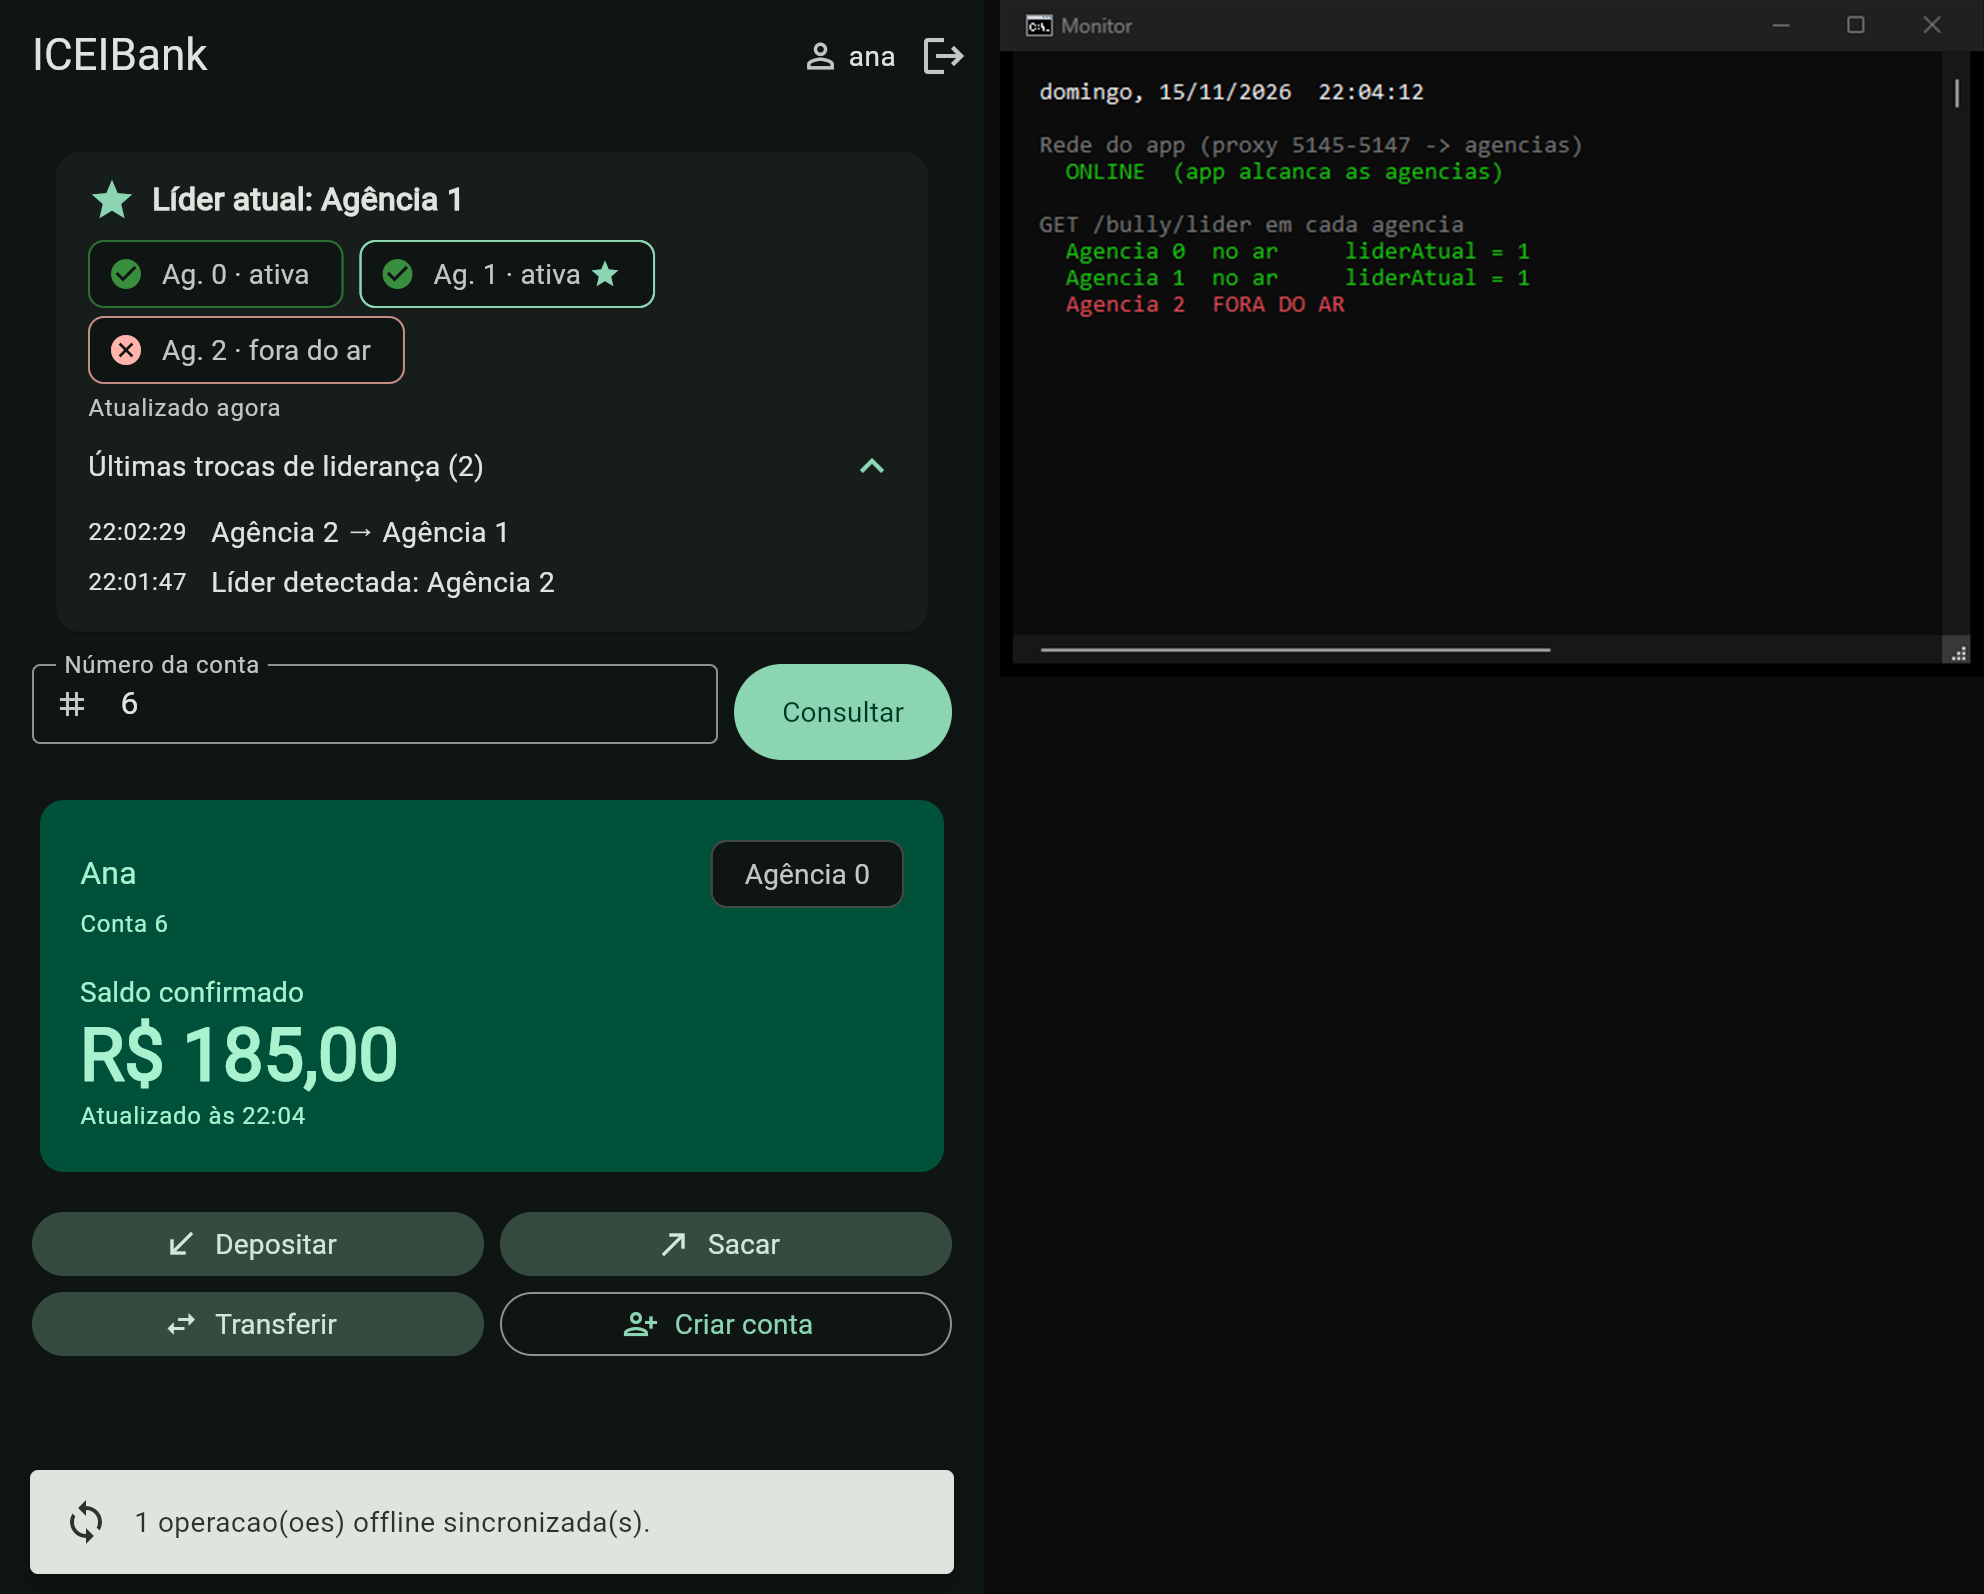 ICEIBank
ana
Líder atual: Agência 1
Ag. 0 · ativa
Ag. 1 · ativa
Ag. 2 · fora do ar
Atualizado agora
Últimas trocas de liderança (2)
22:02:29 Agência 2 → Agência 1
22:01:47 Líder detectada: Agência 2
Número da conta
# 6
Consultar
Ana
Agência 0
Conta 6
Saldo confirmado
R$ 185,00
Atualizado às 22:04
Depositar
Sacar
Transferir
Criar conta
1 operacao(oes) offline sincronizada(s).
Monitor
domingo, 15/11/2026 22:04:12
Rede do app (proxy 5145-5147 -> agencias)
ONLINE (app alcanca as agencias)
GET /bully/lider em cada agencia
Agencia 0 no ar liderAtual = 1
Agencia 1 no ar liderAtual = 1
Agencia 2 FORA DO AR